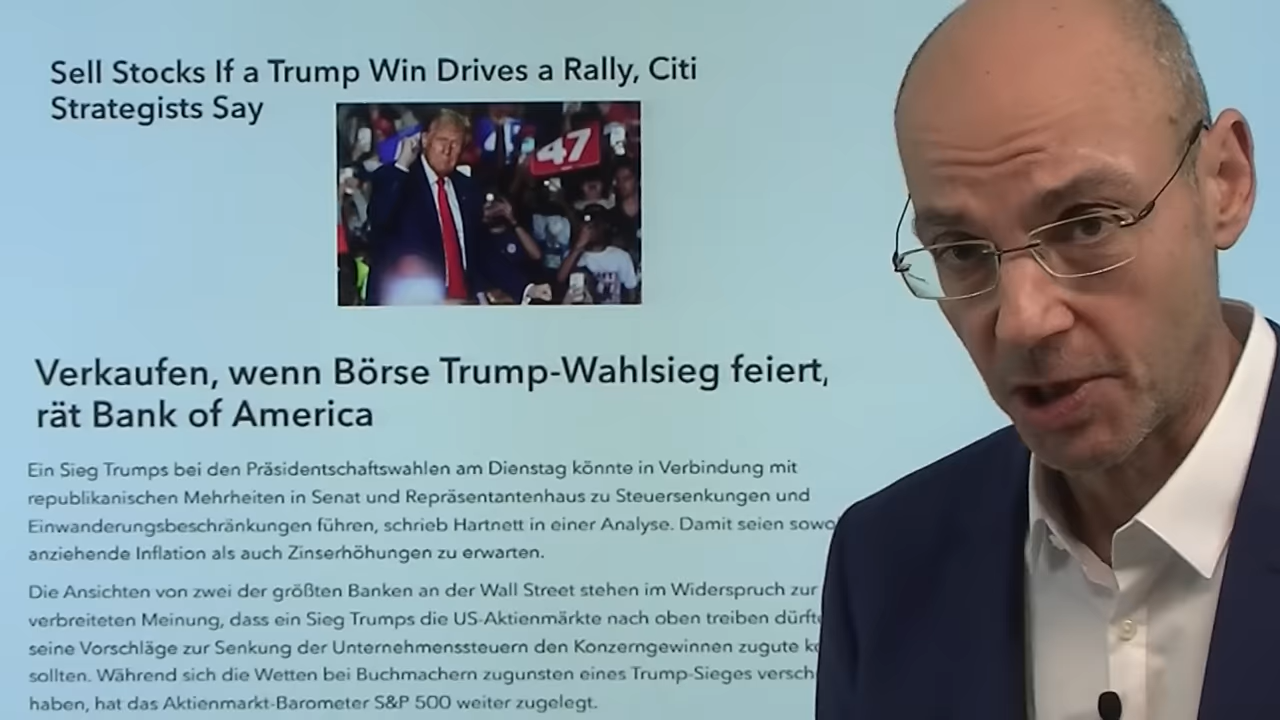 Sell Stocks If a Trump Win Drives a Rally, Citi
Strategists Say
47
Verkaufen, wenn Börse Trump-Wahlsieg feiert,
rät Bank of America
Ein Sieg Trumps bei den Präsidentschaftswahlen am Dienstag könnte in Verbindung mit
republikanischen Mehrheiten in Senat und Repräsentantenhaus zu Steuersenkungen und
Einwanderungsbeschränkungen führen, schrieb Hartnett in einer Analyse. Damit seien
anziehende Inflation als auch Zinserhöhungen zu erwarten.
Die Ansichten von zwei der größten Banken an der Wall Street stehen im Widerspruch zur
verbreiteten Meinung, dass ein Sieg Trumps die US-Aktienmärkte nach oben treiben
seine Vorschläge zur Senkung der Unternehmenssteuern den Konzerngewinnen zugute
sollten. Während sich die Wetten bei Buchmachern zugunsten eines Trump-Sieges
haben, hat das Aktienmarkt-Barometer S&P 500 weiter zugelegt.